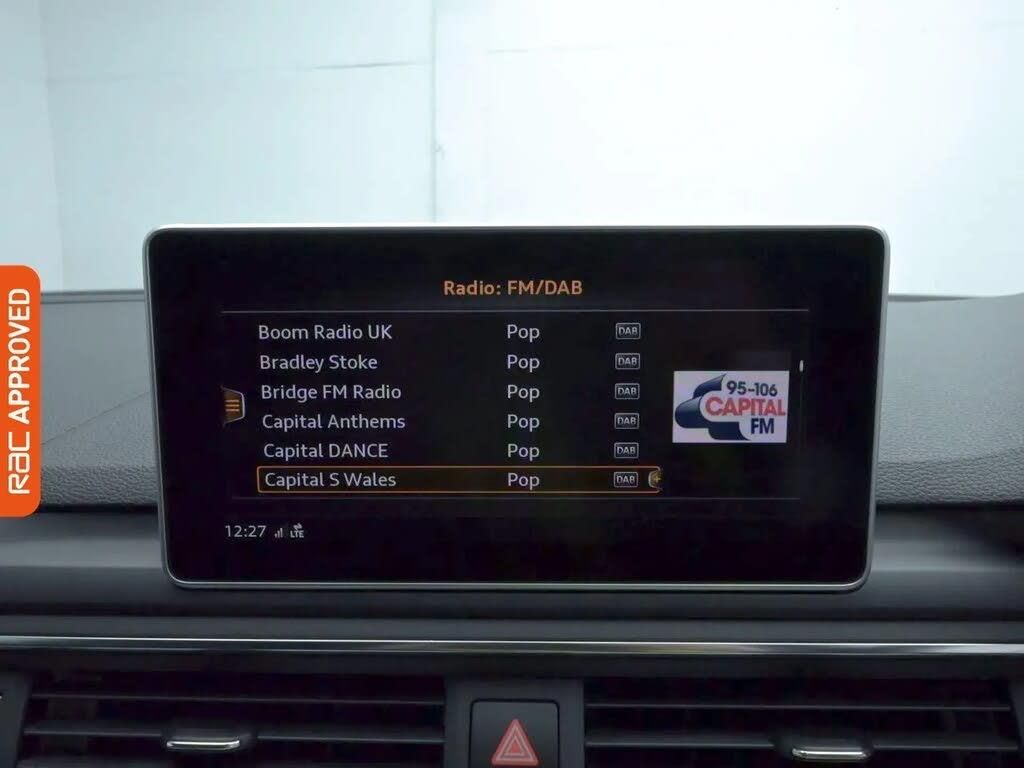 Radio: FM/DAB
Boom Radio UK Pop DAB
Bradley Stoke Pop DAB
Bridge FM Radio Pop DAB
Capital Anthems Pop DAB
Capital DANCE Pop DAB
Capital S Wales Pop DAB
95-106
CAPITAL
FM
12:27 LTE
RAC APPROVED